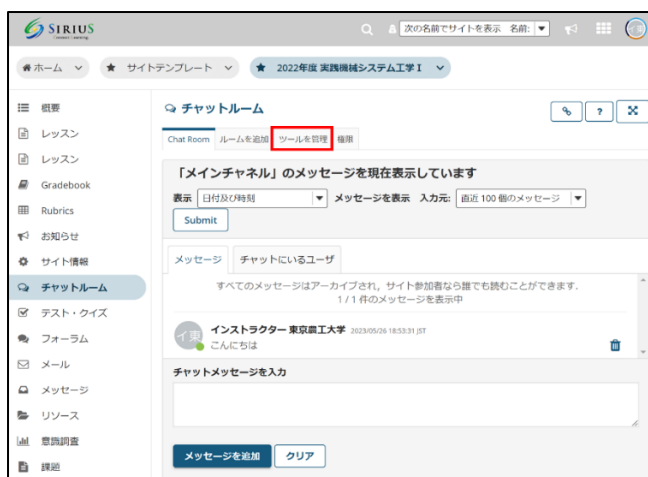 SIRIUS
Connect Learning.
次の名前でサイトを表示 名前:
ホーム
サイトテンプレート
2022年度 実践機械システム工学 I
概要
レッスン
レッスン
Gradebook
Rubrics
お知らせ
サイト情報
チャットルーム
テスト・クイズ
フォーラム
メール
メッセージ
リソース
意識調査
課題
チャットルーム
?
Chat Room ルームを追加 ツールを管理 権限
「メインチャネル」のメッセージを現在表示しています
表示 日付及び時刻 メッセージを表示 入力元: 直近 100 個のメッセージ
Submit
メッセージ チャットにいるユーザ
すべてのメッセージはアーカイブされ，サイト参加者なら誰でも読むことができます.
1 / 1 件のメッセージを表示中
イ東
インストラクター 東京農工大学 2023/05/26 18:53:31 JST
こんにちは
チャットメッセージを入力
メッセージを追加 クリア